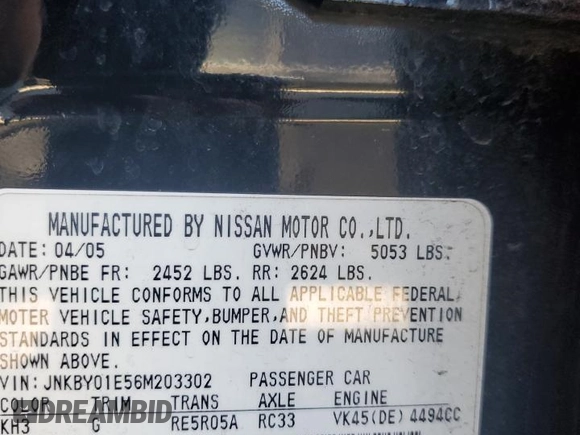 MANUFACTURED BY NISSAN MOTOR CO.,LTD.
DATE: 04/05 GVWR/PNBV: 5053 LBS.
GAWR/PNBE FR: 2452 LBS. RR: 2624 LBS.
THIS VEHICLE CONFORMS TO ALL APPLICABLE FEDERAL
MOTER VEHICLE SAFETY,BUMPER,AND THEFT PREVENTION
STANDARDS IN EFFECT ON THE DATE OF MANUFACTURE
SHOWN ABOVE.
VIN: JNKBY01E56M203302 PASSENGER CAR
COLOR TRIM TRANS AXLE ENGINE
KH3 G RE5R05A RC33 VK45(DE) 4494CC
DREAMBID